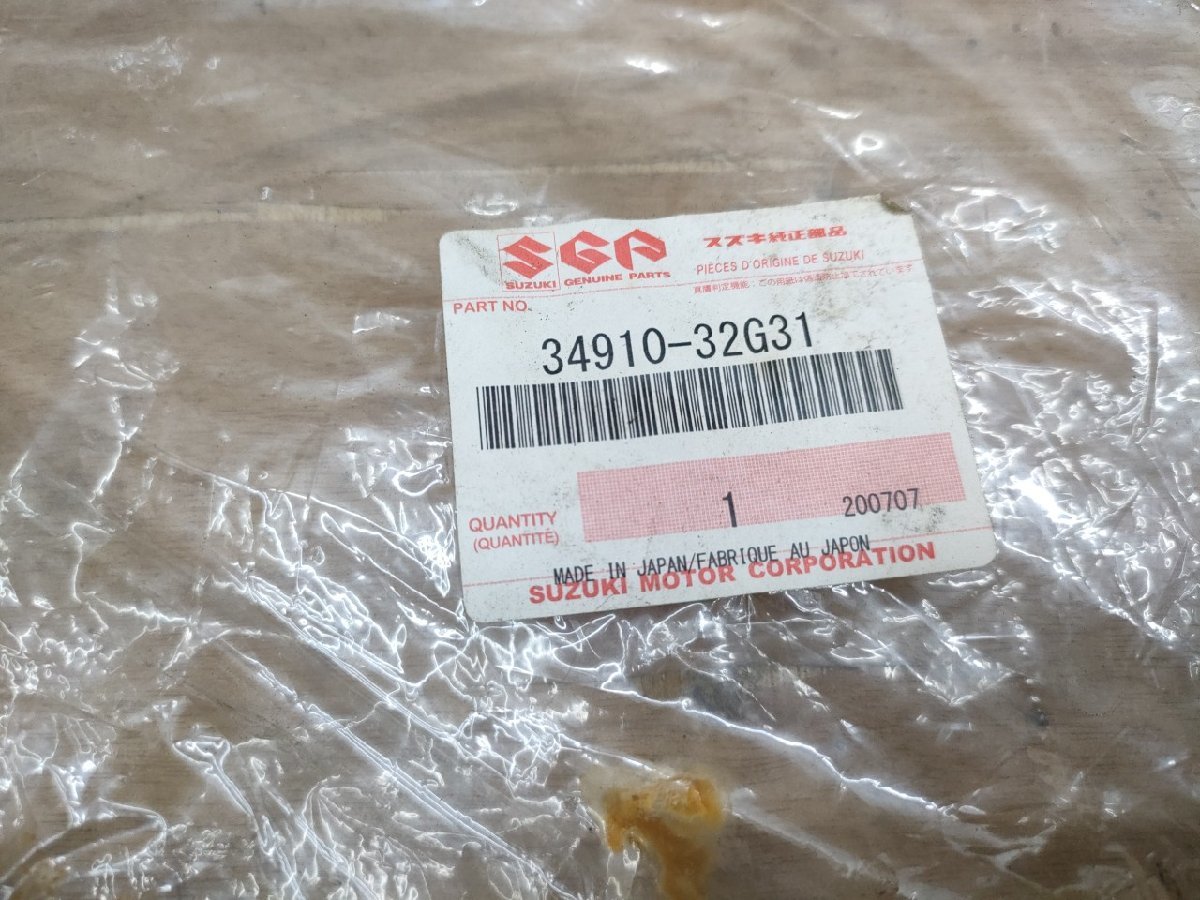 SGP
スズキ純正部品
SUZUKI GENUINE PARTS
PIÈCES D'ORIGINE DE SUZUKI
PART NO.
34910-32G31
1
200707
QUANTITY
(QUANTITÉ)
MADE IN JAPAN/FABRIQUE AU JAPON
SUZUKI MOTOR CORPORATION